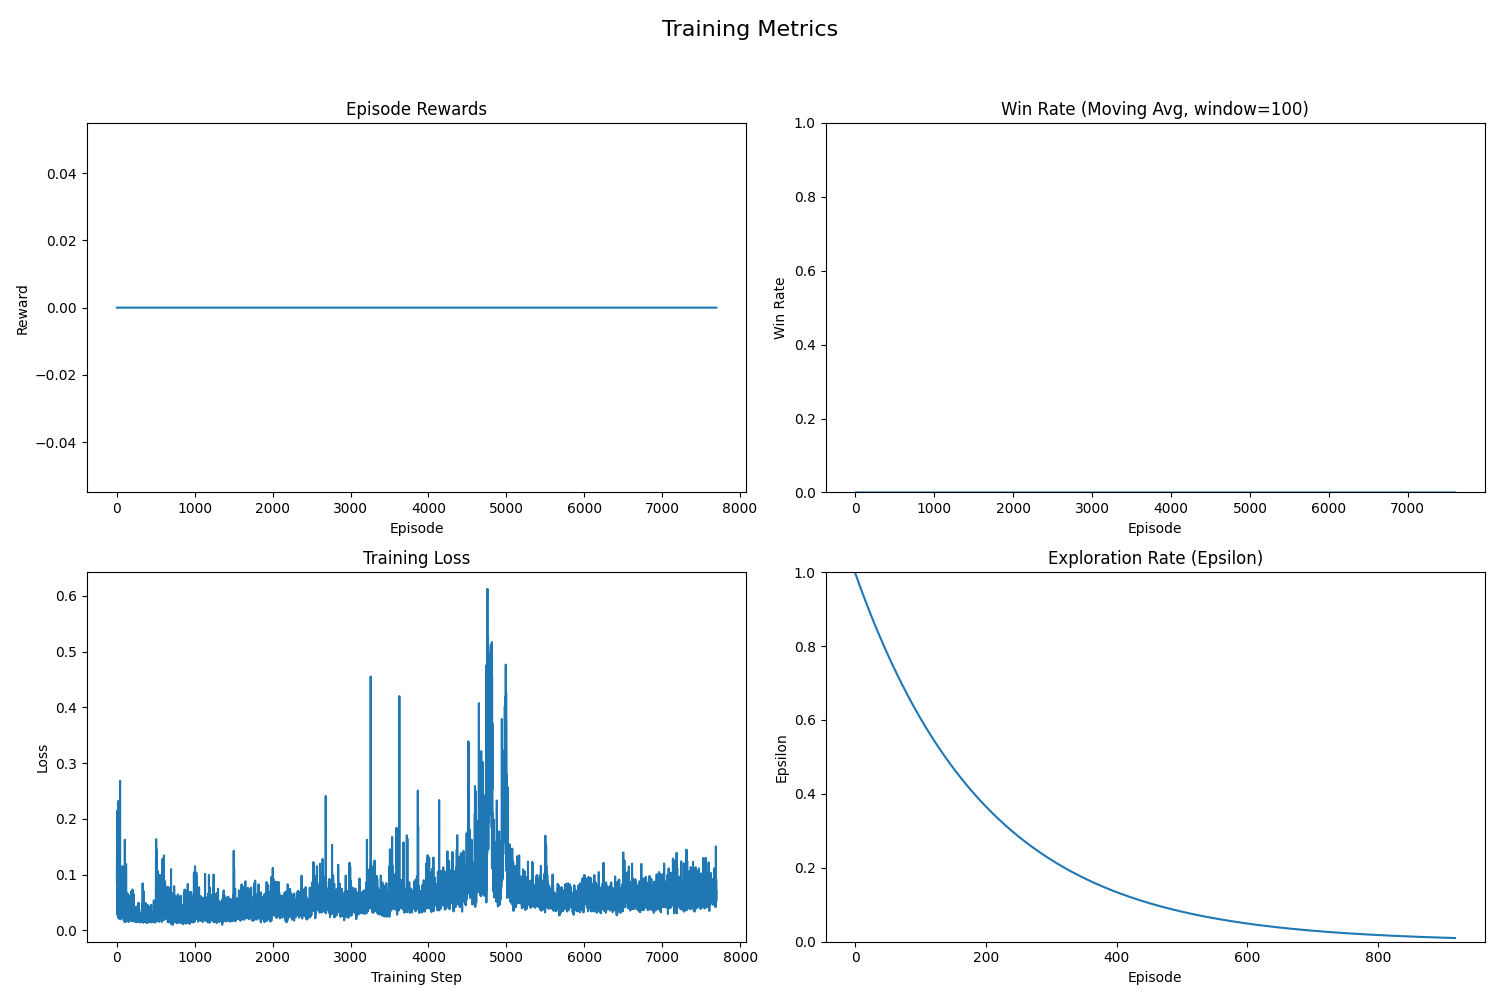 Training Metrics
Episode Rewards
0.04
0.02
0.00
−0.02
−0.04
Reward
0 1000 2000 3000 4000 5000 6000 7000 8000
Episode
Win Rate (Moving Avg, window=100)
1.0
0.8
0.6
0.4
0.2
0.0
Win Rate
0 1000 2000 3000 4000 5000 6000 7000
Episode
Training Loss
0.6
0.5
0.4
0.3
0.2
0.1
0.0
Loss
0 1000 2000 3000 4000 5000 6000 7000 8000
Training Step
Exploration Rate (Epsilon)
1.0
0.8
0.6
0.4
0.2
0.0
Epsilon
0 200 400 600 800
Episode